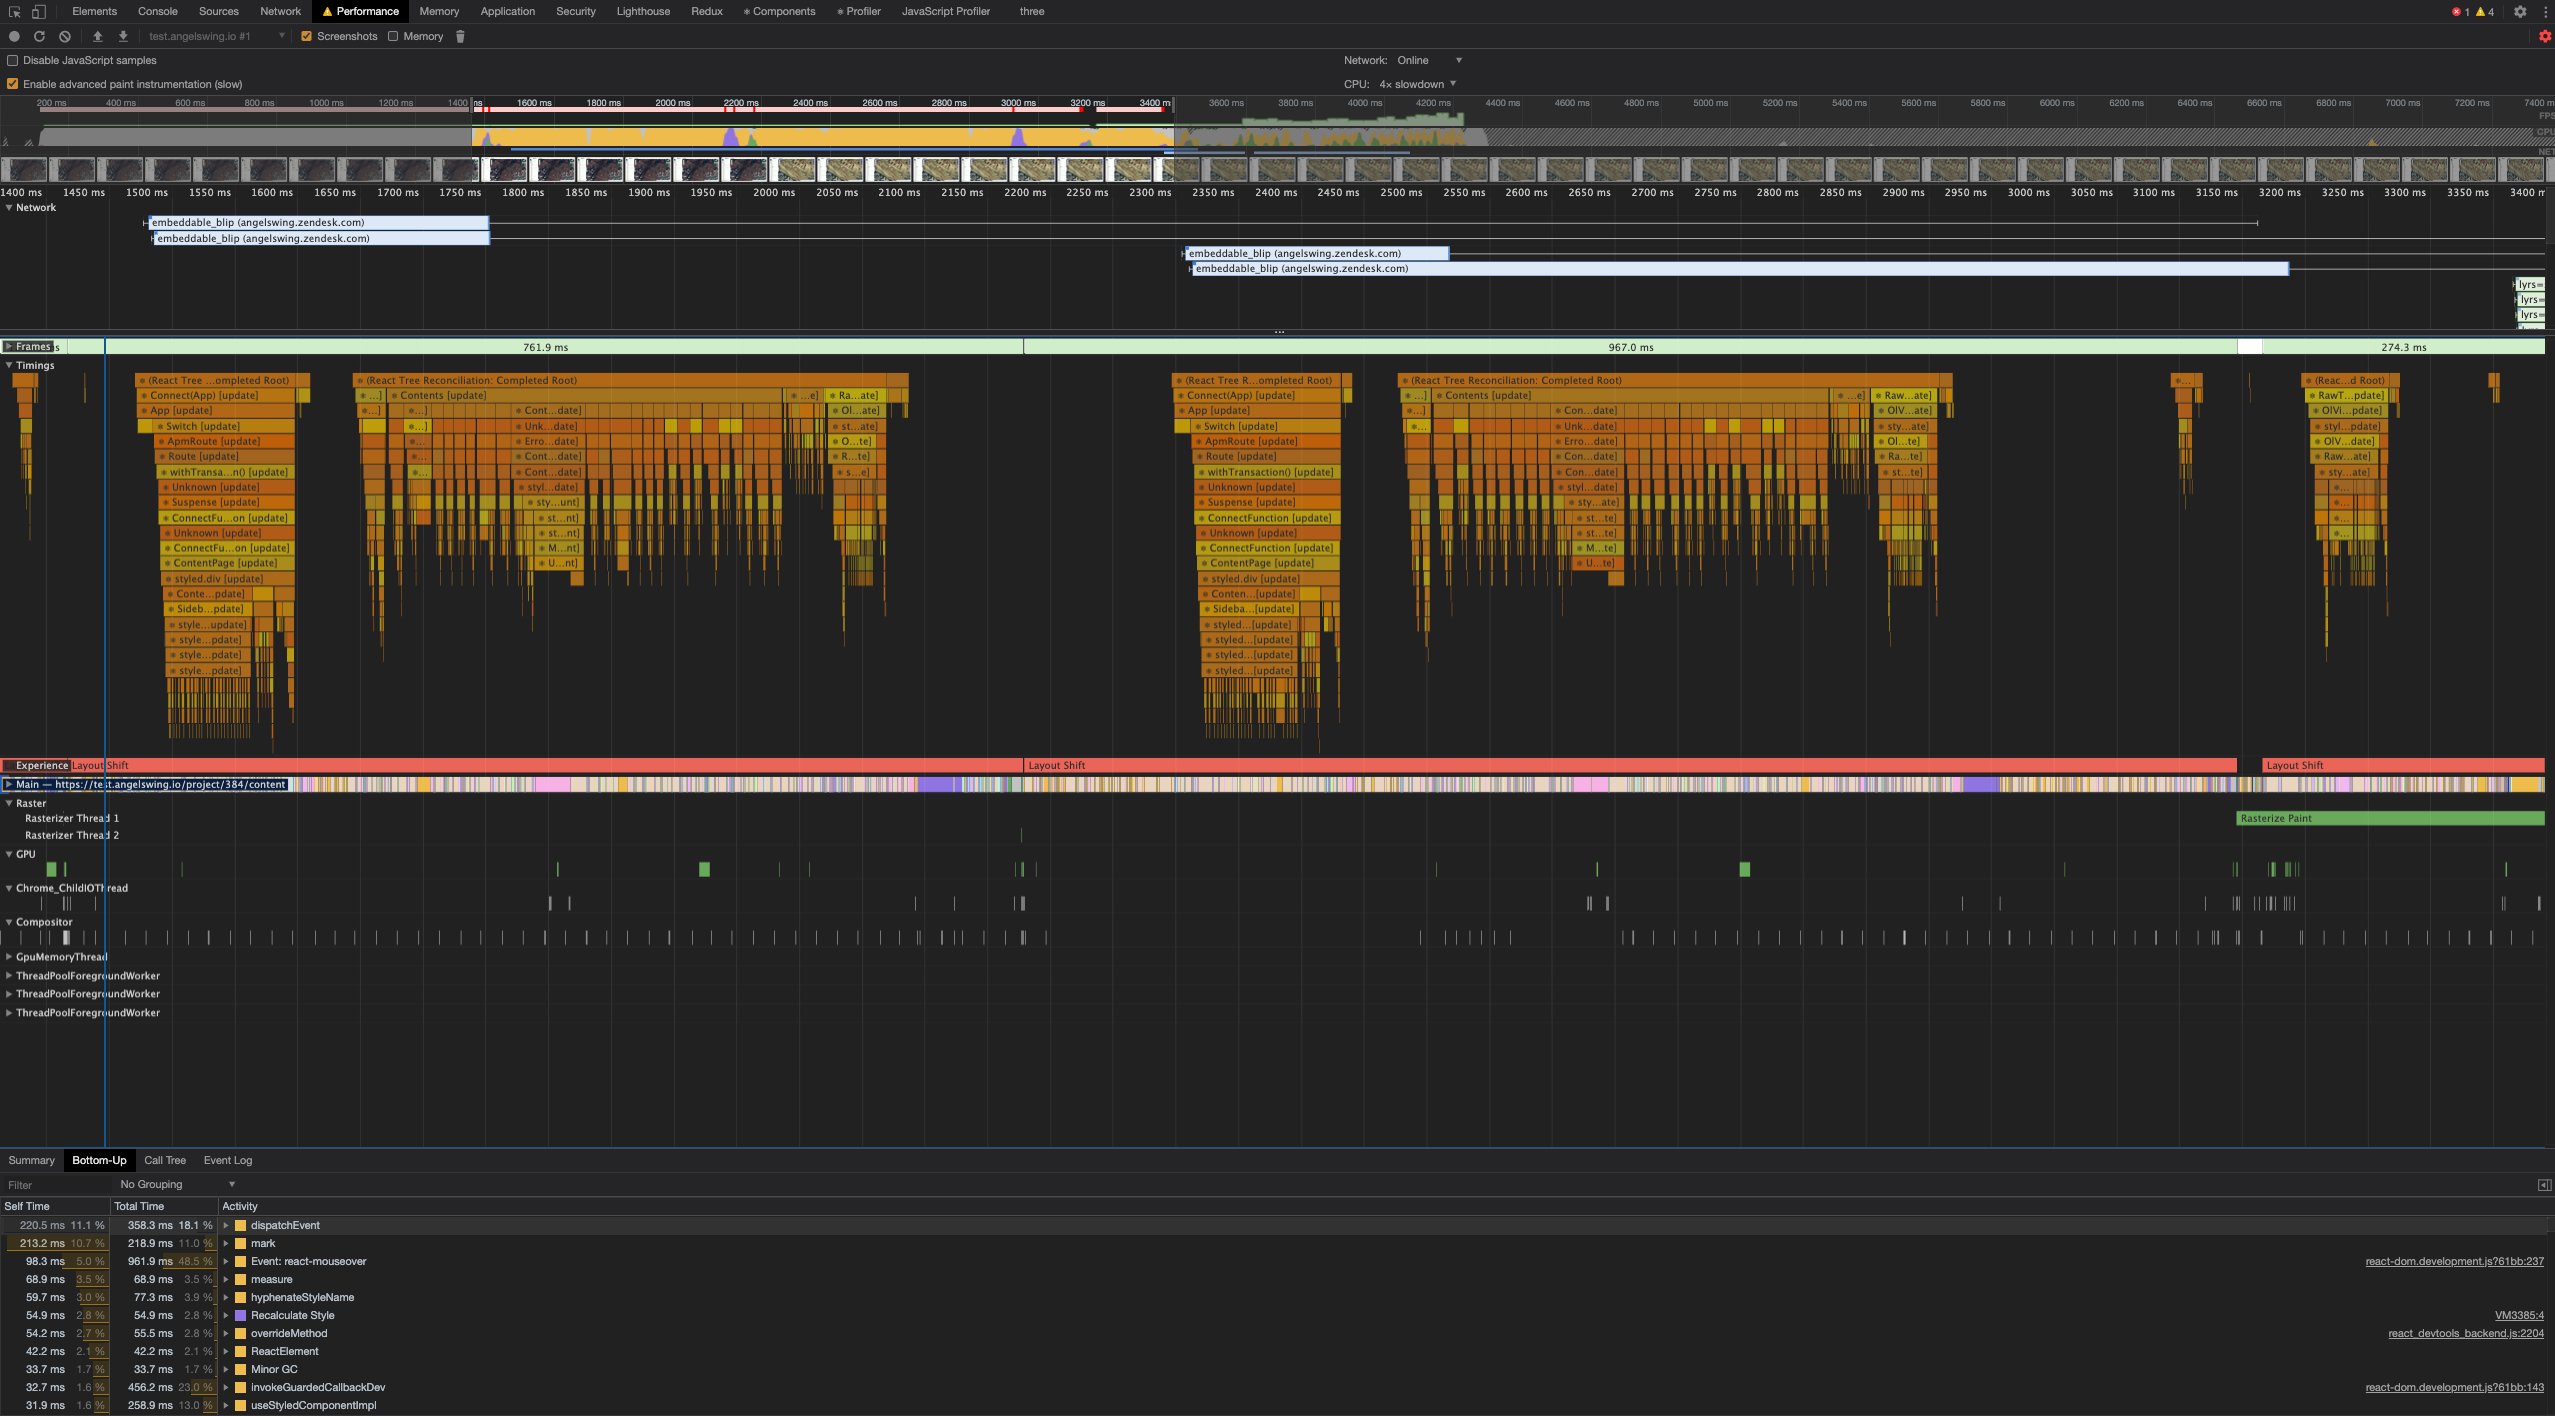 Elements Console Sources Network Performance Memory Application Security Lighthouse Redux Components Profiler JavaScript Profiler three 1 4
test.angelswing.io #1 Screenshots Memory
Disable JavaScript samples Network: Online
Enable advanced paint instrumentation (slow) CPU: 4× slowdown
200 ms 400 ms 600 ms 800 ms 1000 ms 1200 ms 1400 ms 1600 ms 1800 ms 2000 ms 2200 ms 2400 ms 2600 ms 2800 ms 3000 ms 3200 ms 3400 m 3600 ms 3800 ms 4000 ms 4200 ms 4400 ms 4600 ms 4800 ms 5000 ms 5200 ms 5400 ms 5600 ms 5800 ms 6000 ms 6200 ms 6400 ms 6600 ms 6800 ms 7000 ms 7200 ms 7400 m
FPS
CPU
NET
1400 ms 1450 ms 1500 ms 1550 ms 1600 ms 1650 ms 1700 ms 1750 ms 1800 ms 1850 ms 1900 ms 1950 ms 2000 ms 2050 ms 2100 ms 2150 ms 2200 ms 2250 ms 2300 ms 2350 ms 2400 ms 2450 ms 2500 ms 2550 ms 2600 ms 2650 ms 2700 ms 2750 ms 2800 ms 2850 ms 2900 ms 2950 ms 3000 ms 3050 ms 3100 ms 3150 ms 3200 ms 3250 ms 3300 ms 3350 ms 3400 m
Network
embeddable_blip (angelswing.zendesk.com)
embeddable_blip (angelswing.zendesk.com)
embeddable_blip (angelswing.zendesk.com)
embeddable_blip (angelswing.zendesk.com)
lyrs=
lyrs=
lyrs=
Frames s 761.9 ms 967.0 ms 274.3 ms
Timings
(React Tree ...ompleted Root) (React Tree Reconciliation: Completed Root) (React Tree R...ompleted Root) (React Tree Reconciliation: Completed Root) ... (Reac...d Root)
Connect(App) [update] ...] Contents [update] ...e] Ra...ate] Connect(App) [update] ...] Contents [update] ...e] Raw...ate] RawT...pdate]
App [update] ...] ...] Cont...date] Ol...ate] App [update] ...] Con...date] OlV...ate] OlVi...pdate]
Switch [update] ...] Unk...date] st...ate] Switch [update] ...] Unk...date] sty...ate] styl...pdate]
ApmRoute [update] ... Erro...date] O...te] ApmRoute [update] Erro...date] Ol...te] OlV...date]
Route [update] ... Cont...date] R...te] Route [update] Con...date] Ra...te] Raw...ate]
withTransa...n() [update] ... Cont...date] s...e] withTransaction() [update] Con...date] st...te] sty...ate]
Unknown [update] styl...date] Unknown [update] styl...date] ...
Suspense [update] sty...unt] Suspense [update] sty...ate] ...
ConnectFu...on [update] st...nt] ConnectFunction [update] st...te] ...
Unknown [update] st...nt] Unknown [update] st...te] ...
ConnectFu...on [update] M...nt] ConnectFunction [update] M...te]
ContentPage [update] U...nt] ContentPage [update] U...te]
styled.div [update] styled.div [update]
Conte...pdate] Conten...[update]
Sideb...pdate] Sideba...[update]
style...update] styled...[update]
style...pdate] styled...[update]
style...pdate] styled...[update]
style...pdate] styled...[update]
Experience Layout Shift Layout Shift Layout Shift
Main — https://test.angelswing.io/project/384/content
Raster
Rasterizer Thread 1 Rasterize Paint
Rasterizer Thread 2
GPU
Chrome_ChildIOThread
Compositor
GpuMemoryThread
ThreadPoolForegroundWorker
ThreadPoolForegroundWorker
ThreadPoolForegroundWorker
Summary Bottom-Up Call Tree Event Log
Filter No Grouping
Self Time Total Time Activity
220.5 ms 11.1 % 358.3 ms 18.1 % dispatchEvent
213.2 ms 10.7 % 218.9 ms 11.0 % mark
98.3 ms 5.0 % 961.9 ms 48.5 % Event: react-mouseover react-dom.development.js?61bb:237
68.9 ms 3.5 % 68.9 ms 3.5 % measure
59.7 ms 3.0 % 77.3 ms 3.9 % hyphenateStyleName
54.9 ms 2.8 % 54.9 ms 2.8 % Recalculate Style VM3385:4
54.2 ms 2.7 % 55.5 ms 2.8 % overrideMethod react_devtools_backend.js:2204
42.2 ms 2.1 % 42.2 ms 2.1 % ReactElement
33.7 ms 1.7 % 33.7 ms 1.7 % Minor GC
32.7 ms 1.6 % 456.2 ms 23.0 % invokeGuardedCallbackDev react-dom.development.js?61bb:143
31.9 ms 1.6 % 258.9 ms 13.0 % useStyledComponentImpl